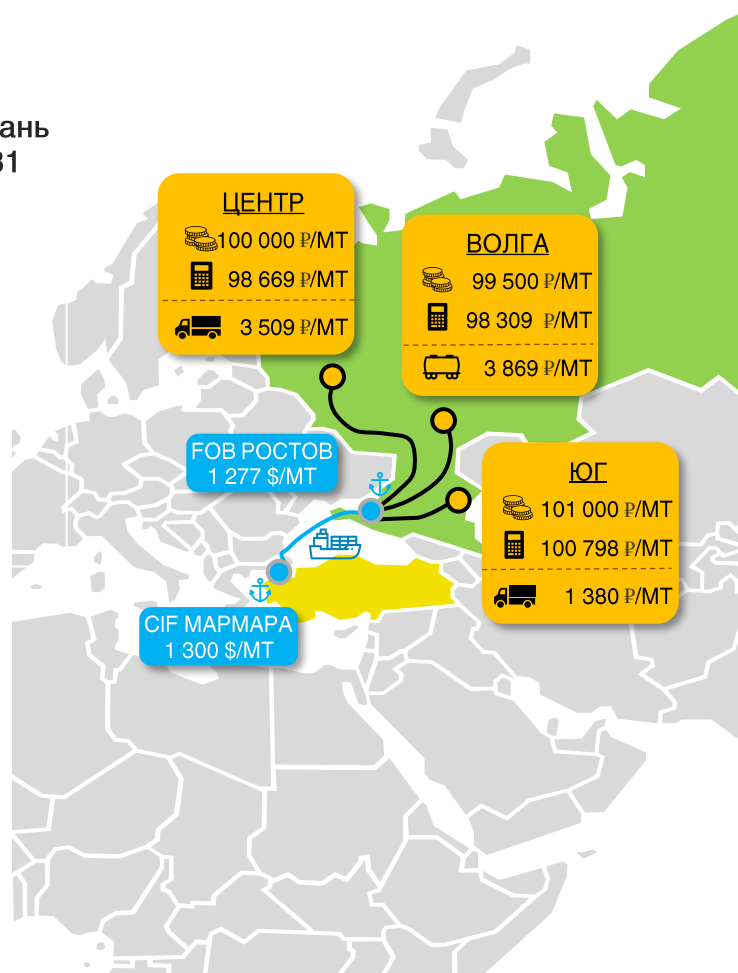 ань
31
ЦЕНТР
100 000 ₽/МТ
98 669 ₽/МТ
3 509 ₽/МТ
ВОЛГА
99 500 ₽/МТ
98 309 ₽/МТ
3 869 ₽/МТ
FOB РОСТОВ
1 277 $/МТ
ЮГ
101 000 ₽/МТ
100 798 ₽/МТ
1 380 ₽/МТ
CIF МАРМАРА
1 300 $/МТ